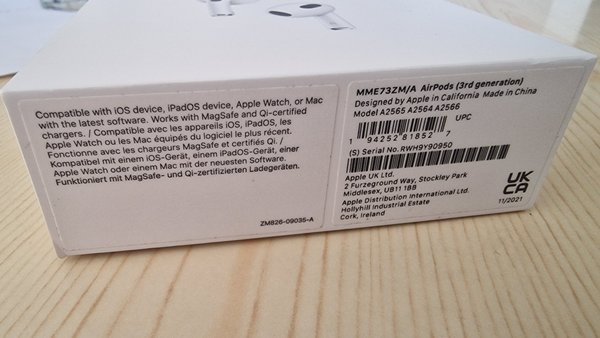 Compatible with iOS device, iPadOS device, Apple Watch, or Mac
with the latest software. Works with MagSafe and Qi-certified
chargers. / Compatible avec les appareils iOS, iPadOS, les
Apple Watch ou les Mac équipés du logiciel le plus récent.
Fonctionne avec les chargeurs MagSafe et certifiés Qi. /
Kompatibel mit einem iOS-Gerät, einem iPadOS-Gerät, einer
Apple Watch oder einem Mac mit der neuesten Software.
Funktioniert mit MagSafe- und Qi-zertifizierten Ladegeräten.
ZM826-09035-A
MME73ZM/A AirPods (3rd generation)
Designed by Apple in California Made in China
Model A2565 A2564 A2566
UPC
1 94252 81852 7
(S) Serial No. RWH9Y90950
Apple UK Ltd.
2 Furzeground Way, Stockley Park
Middlesex, UB11 1BB
Apple Distribution International Ltd.
Hollyhill Industrial Estate
Cork, Ireland
UK
CA
11/2021